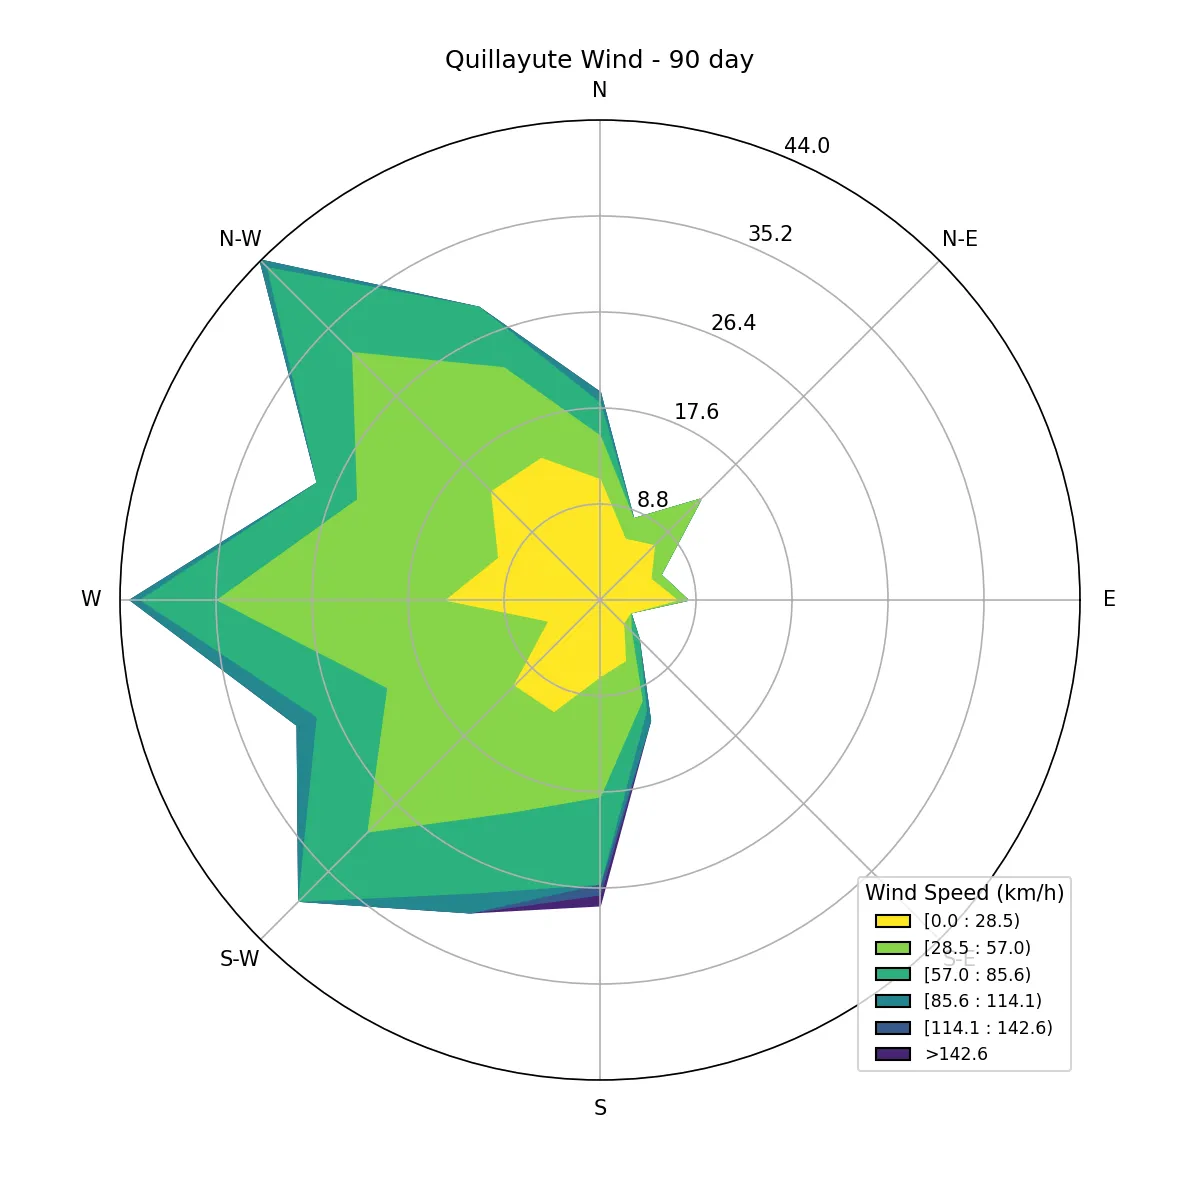 Quillayute Wind - 90 day
N
44.0
35.2
N-W
N-E
26.4
17.6
8.8
W
E
Wind Speed (km/h)
[0.0 : 28.5)
[28.5 : 57.0)
S-W
S-E
[57.0 : 85.6)
[85.6 : 114.1)
[114.1 : 142.6)
>142.6
S